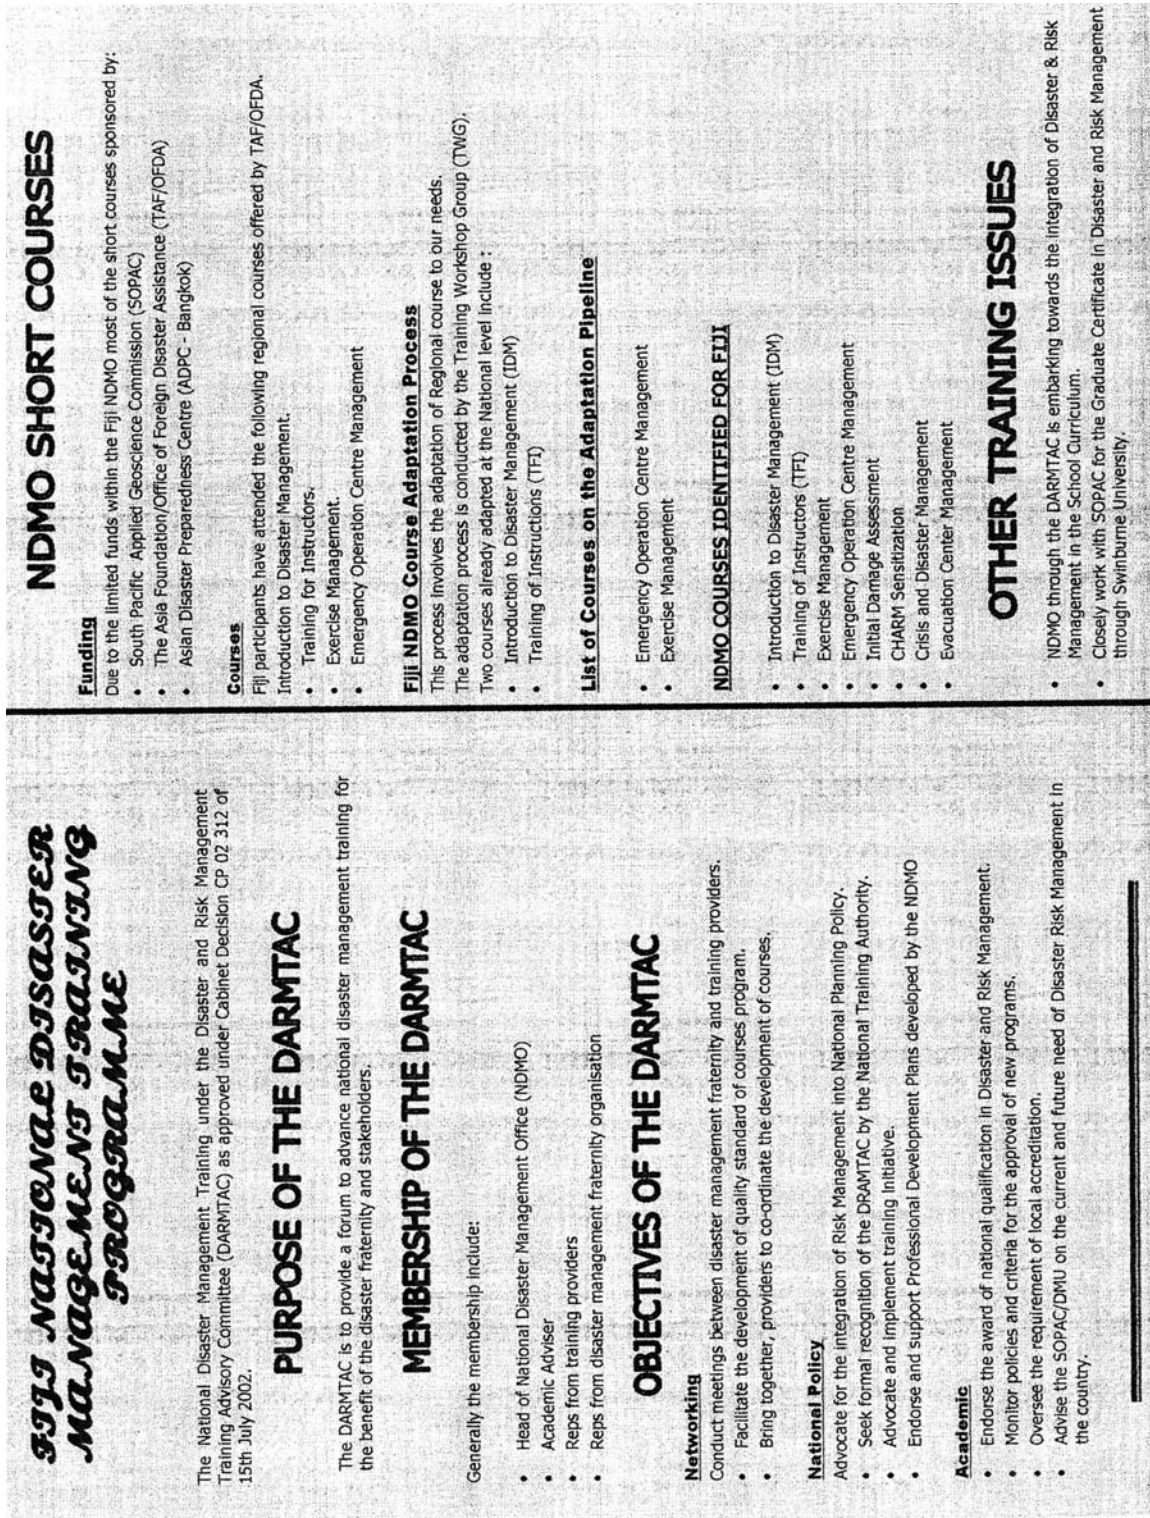 FIJI NATIONAL DISASTER
MANAGEMENT TRAINING
PROGRAMME
The National Disaster Management Training under the Disaster and Risk Management
Training Advisory Committee (DARMTAC) as approved under Cabinet Decision CP 02 312 of
15th July 2002.
PURPOSE OF THE DARMTAC
The DARMTAC is to provide a forum to advance national disaster management training for
the benefit of the disaster fraternity and stakeholders.
MEMBERSHIP OF THE DARMTAC
Generally the membership include:
• Head of National Disaster Management Office (NDMO)
• Academic Adviser
• Reps from training providers
• Reps from disaster management fraternity organisation
OBJECTIVES OF THE DARMTAC
Networking
Conduct meetings between disaster management fraternity and training providers.
• Facilitate the development of quality standard of courses program.
• Bring together, providers to co-ordinate the development of courses.
National Policy
Advocate for the integration of Risk Management into National Planning Policy.
• Seek formal recognition of the DRAMTAC by the National Training Authority.
• Advocate and implement training Initiative.
• Endorse and support Professional Development Plans developed by the NDMO
Academic
• Endorse the award of national qualification in Disaster and Risk Management.
• Monitor policies and criteria for the approval of new programs.
• Oversee the requirement of local accreditation.
• Advise the SOPAC/DMU on the current and future need of Disaster Risk Management in
the country.
NDMO SHORT COURSES
Funding
Due to the limited funds within the Fiji NDMO most of the short courses sponsored by:
• South Pacific Applied Geoscience Commission (SOPAC)
• The Asia Foundation/Office of Foreign Disaster Assistance (TAF/OFDA)
• Asian Disaster Preparedness Centre (ADPC - Bangkok)
Courses
Fiji participants have attended the following regional courses offered by TAF/OFDA.
Introduction to Disaster Management.
• Training for Instructors.
• Exercise Management.
• Emergency Operation Centre Management
Fiji NDMO Course Adaptation Process
This process involves the adaptation of Regional course to our needs.
The adaptation process is conducted by the Training Workshop Group (TWG).
Two courses already adapted at the National level include :
• Introduction to Disaster Management (IDM)
• Training of Instructions (TFI)
List of Courses on the Adaptation Pipeline
• Emergency Operation Centre Management
• Exercise Management
NDMO COURSES IDENTIFIED FOR FIJI
• Introduction to Disaster Management (IDM)
• Training of Instructors (TFI)
• Exercise Management
• Emergency Operation Centre Management
• Initial Damage Assessment
• CHARM Sensitization
• Crisis and Disaster Management
• Evacuation Center Management
OTHER TRAINING ISSUES
• NDMO through the DARMTAC is embarking towards the integration of Disaster & Risk
Management in the School Curriculum.
• Closely work with SOPAC for the Graduate Certificate in Disaster and Risk Management
through Swinburne University.